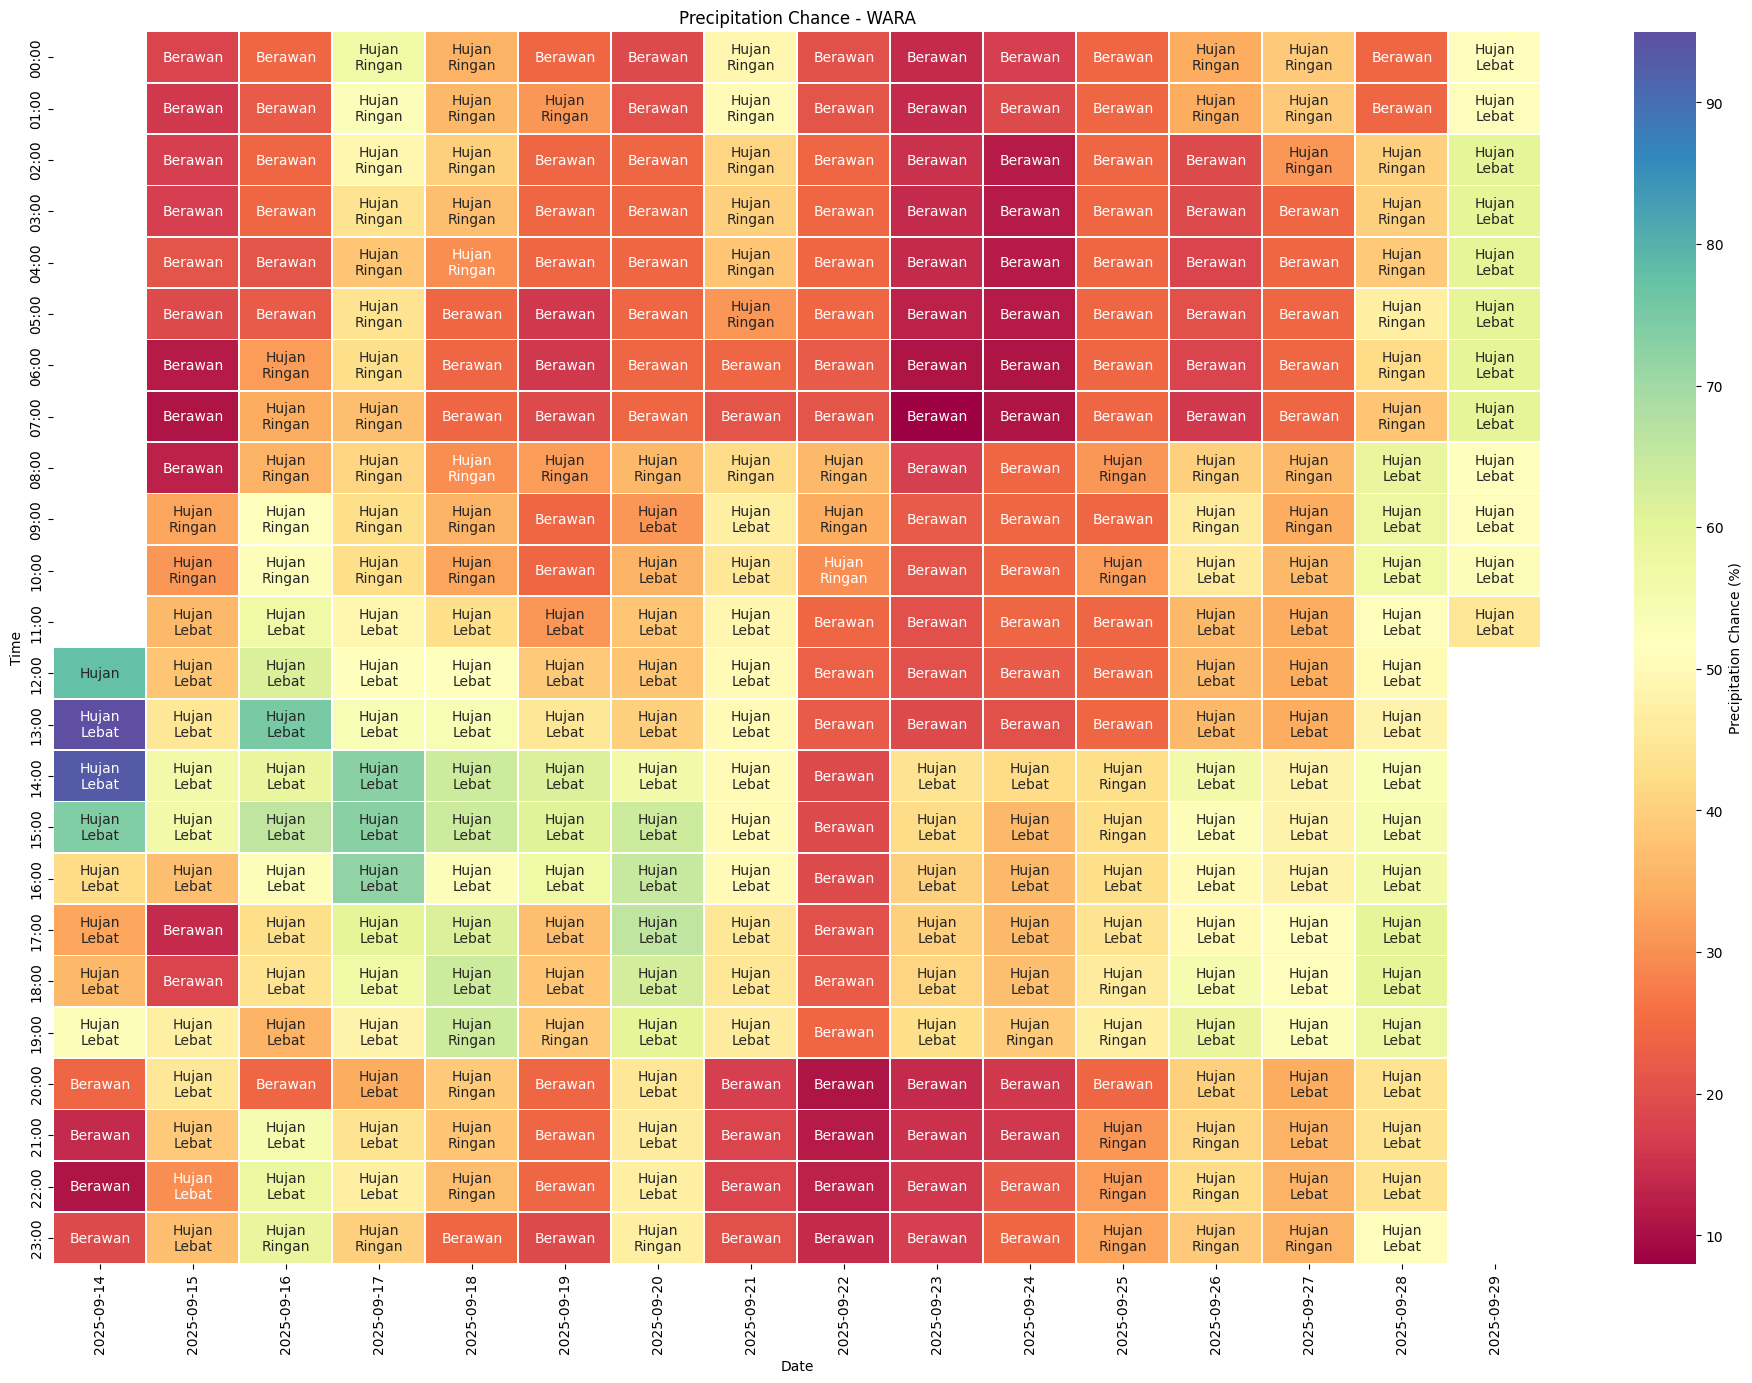 Precipitation Chance - WARA
Time
00:00 Berawan Berawan Hujan Ringan Hujan Ringan Berawan Berawan Hujan Ringan Berawan Berawan Berawan Berawan Hujan Ringan Hujan Ringan Berawan Hujan Lebat
01:00 Berawan Berawan Hujan Ringan Hujan Ringan Hujan Ringan Berawan Hujan Ringan Berawan Berawan Berawan Berawan Hujan Ringan Hujan Ringan Berawan Hujan Lebat
02:00 Berawan Berawan Hujan Ringan Hujan Ringan Berawan Berawan Hujan Ringan Berawan Berawan Berawan Berawan Berawan Hujan Ringan Hujan Ringan Hujan Lebat
03:00 Berawan Berawan Hujan Ringan Hujan Ringan Berawan Berawan Hujan Ringan Berawan Berawan Berawan Berawan Berawan Berawan Hujan Ringan Hujan Lebat
04:00 Berawan Berawan Hujan Ringan Hujan Ringan Berawan Berawan Hujan Ringan Berawan Berawan Berawan Berawan Berawan Berawan Hujan Ringan Hujan Lebat
05:00 Berawan Berawan Hujan Ringan Berawan Berawan Berawan Hujan Ringan Berawan Berawan Berawan Berawan Berawan Berawan Hujan Ringan Hujan Lebat
06:00 Berawan Hujan Ringan Hujan Ringan Berawan Berawan Berawan Berawan Berawan Berawan Berawan Berawan Berawan Berawan Hujan Ringan Hujan Lebat
07:00 Berawan Hujan Ringan Hujan Ringan Berawan Berawan Berawan Berawan Berawan Berawan Berawan Berawan Berawan Berawan Hujan Ringan Hujan Lebat
08:00 Berawan Hujan Ringan Hujan Ringan Hujan Ringan Hujan Ringan Hujan Ringan Hujan Ringan Hujan Ringan Berawan Berawan Hujan Ringan Hujan Ringan Hujan Ringan Hujan Lebat Hujan Lebat
09:00 Hujan Ringan Hujan Ringan Hujan Ringan Hujan Ringan Berawan Hujan Lebat Hujan Lebat Hujan Ringan Berawan Berawan Berawan Hujan Ringan Hujan Ringan Hujan Lebat Hujan Lebat
10:00 Hujan Ringan Hujan Ringan Hujan Ringan Hujan Ringan Berawan Hujan Lebat Hujan Lebat Hujan Ringan Berawan Berawan Hujan Ringan Hujan Lebat Hujan Lebat Hujan Lebat Hujan Lebat
11:00 Hujan Lebat Hujan Lebat Hujan Lebat Hujan Lebat Hujan Lebat Hujan Lebat Hujan Lebat Berawan Berawan Berawan Berawan Hujan Lebat Hujan Lebat Hujan Lebat Hujan Lebat
12:00 Hujan Hujan Lebat Hujan Lebat Hujan Lebat Hujan Lebat Hujan Lebat Hujan Lebat Hujan Lebat Berawan Berawan Berawan Berawan Hujan Lebat Hujan Lebat Hujan Lebat
13:00 Hujan Lebat Hujan Lebat Hujan Lebat Hujan Lebat Hujan Lebat Hujan Lebat Hujan Lebat Hujan Lebat Berawan Berawan Berawan Berawan Hujan Lebat Hujan Lebat Hujan Lebat
14:00 Hujan Lebat Hujan Lebat Hujan Lebat Hujan Lebat Hujan Lebat Hujan Lebat Hujan Lebat Hujan Lebat Berawan Hujan Lebat Hujan Lebat Hujan Ringan Hujan Lebat Hujan Lebat Hujan Lebat
15:00 Hujan Lebat Hujan Lebat Hujan Lebat Hujan Lebat Hujan Lebat Hujan Lebat Hujan Lebat Hujan Lebat Berawan Hujan Lebat Hujan Lebat Hujan Ringan Hujan Lebat Hujan Lebat Hujan Lebat
16:00 Hujan Lebat Hujan Lebat Hujan Lebat Hujan Lebat Hujan Lebat Hujan Lebat Hujan Lebat Hujan Lebat Berawan Hujan Lebat Hujan Lebat Hujan Lebat Hujan Lebat Hujan Lebat Hujan Lebat
17:00 Hujan Lebat Berawan Hujan Lebat Hujan Lebat Hujan Lebat Hujan Lebat Hujan Lebat Hujan Lebat Berawan Hujan Lebat Hujan Lebat Hujan Lebat Hujan Lebat Hujan Lebat Hujan Lebat
18:00 Hujan Lebat Berawan Hujan Lebat Hujan Lebat Hujan Lebat Hujan Lebat Hujan Lebat Hujan Lebat Berawan Hujan Lebat Hujan Lebat Hujan Ringan Hujan Lebat Hujan Lebat Hujan Lebat
19:00 Hujan Lebat Hujan Lebat Hujan Lebat Hujan Lebat Hujan Ringan Hujan Ringan Hujan Lebat Hujan Lebat Berawan Hujan Lebat Hujan Ringan Hujan Ringan Hujan Lebat Hujan Lebat Hujan Lebat
20:00 Berawan Hujan Lebat Berawan Hujan Lebat Hujan Ringan Berawan Hujan Lebat Berawan Berawan Berawan Berawan Berawan Hujan Lebat Hujan Lebat Hujan Lebat
21:00 Berawan Hujan Lebat Hujan Lebat Hujan Lebat Hujan Ringan Berawan Hujan Lebat Berawan Berawan Berawan Berawan Hujan Ringan Hujan Ringan Hujan Lebat Hujan Lebat
22:00 Berawan Hujan Lebat Hujan Lebat Hujan Lebat Hujan Ringan Berawan Hujan Lebat Berawan Berawan Berawan Berawan Hujan Ringan Hujan Ringan Hujan Lebat Hujan Lebat
23:00 Berawan Hujan Lebat Hujan Ringan Hujan Ringan Berawan Berawan Hujan Ringan Berawan Berawan Berawan Berawan Hujan Ringan Hujan Ringan Hujan Ringan Hujan Lebat
2025-09-14 2025-09-15 2025-09-16 2025-09-17 2025-09-18 2025-09-19 2025-09-20 2025-09-21 2025-09-22 2025-09-23 2025-09-24 2025-09-25 2025-09-26 2025-09-27 2025-09-28 2025-09-29
Date
90
80
70
60
50
40
30
20
10
Precipitation Chance (%)